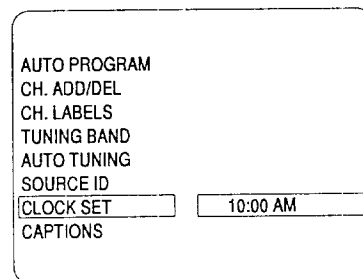 AUTO PROGRAM
CH. ADD/DEL
CH. LABELS
TUNING BAND
AUTO TUNING
SOURCE ID
CLOCK SET 10:00 AM
CAPTIONS